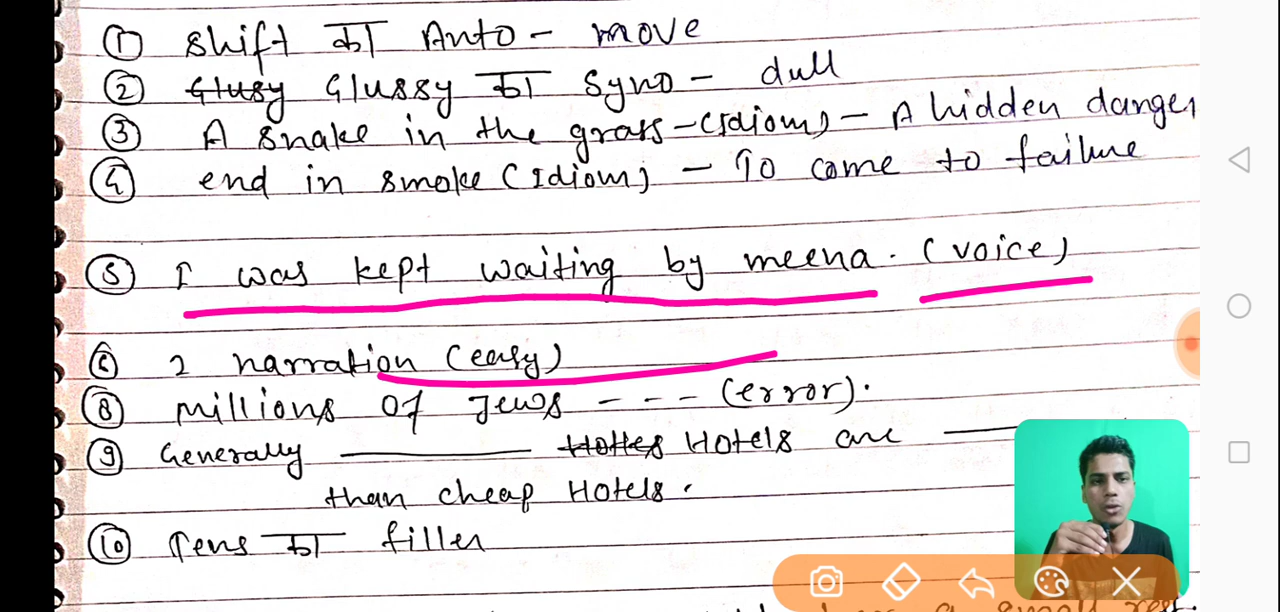 ① Shift का Anto - move
② Glusy Glussy का Syno - dull
③ A snake in the grass - (Idiom) - A hidden danger
④ end in smoke (Idiom) - To come to failure
⑤ I was kept waiting by meena. (voice)
⑥ 2 narration (easy)
⑧ Millions of Jews - - - (error).
⑨ Generally ______ Hotels are ______
than cheap Hotels.
⑩ Tens का filler